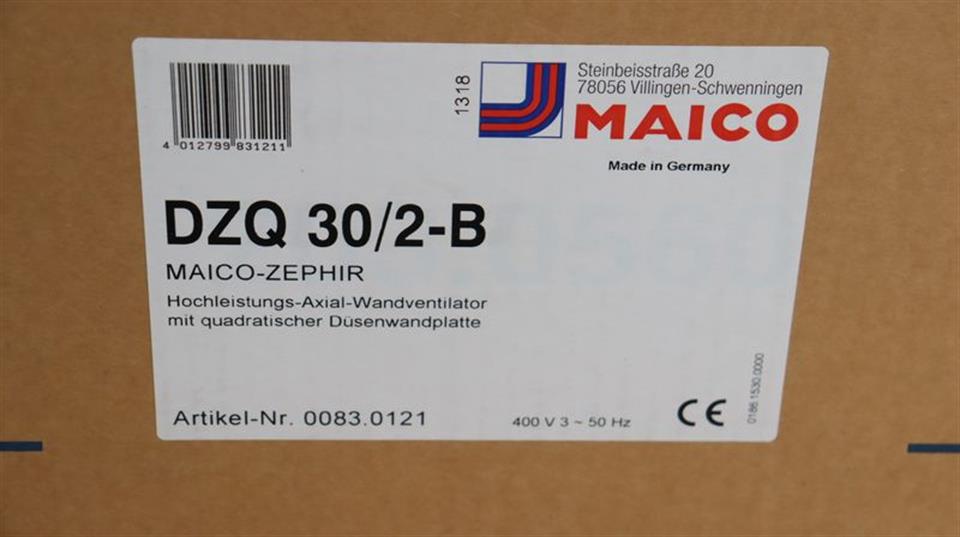 4 012799 831211
1318
Steinbeisstraße 20
78056 Villingen-Schwenningen
MAICO
Made in Germany
DZQ 30/2-B
MAICO-ZEPHIR
Hochleistungs-Axial-Wandventilator
mit quadratischer Düsenwandplatte
Artikel-Nr. 0083.0121
400 V 3 ~ 50 Hz
CE
0186.1530.0000